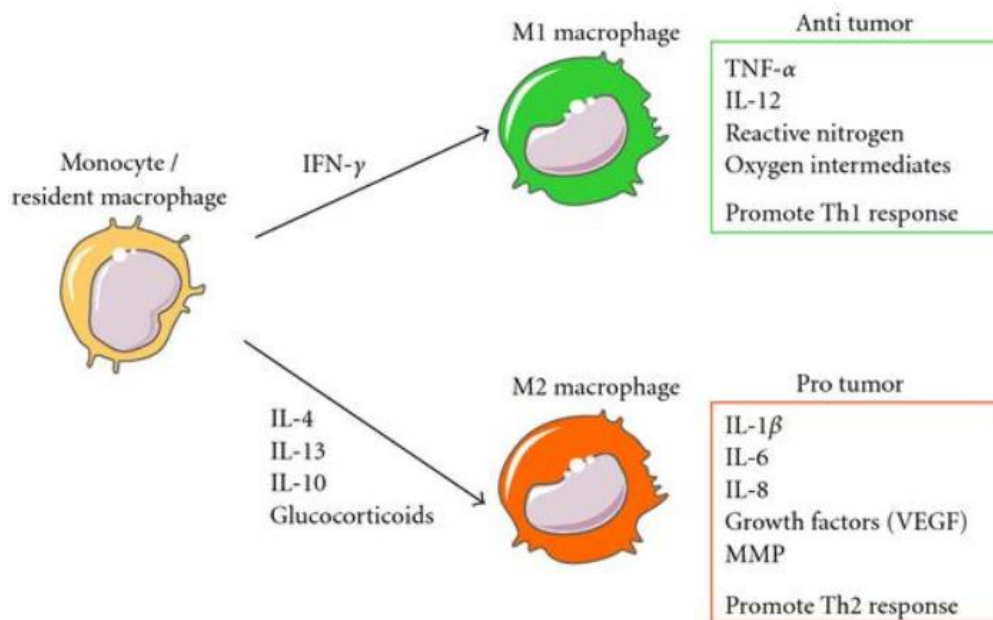 Monocyte /
resident macrophage
IFN-γ
M1 macrophage
Anti tumor
TNF-α
IL-12
Reactive nitrogen
Oxygen intermediates
Promote Th1 response
IL-4
IL-13
IL-10
Glucocorticoids
M2 macrophage
Pro tumor
IL-1β
IL-6
IL-8
Growth factors (VEGF)
MMP
Promote Th2 response